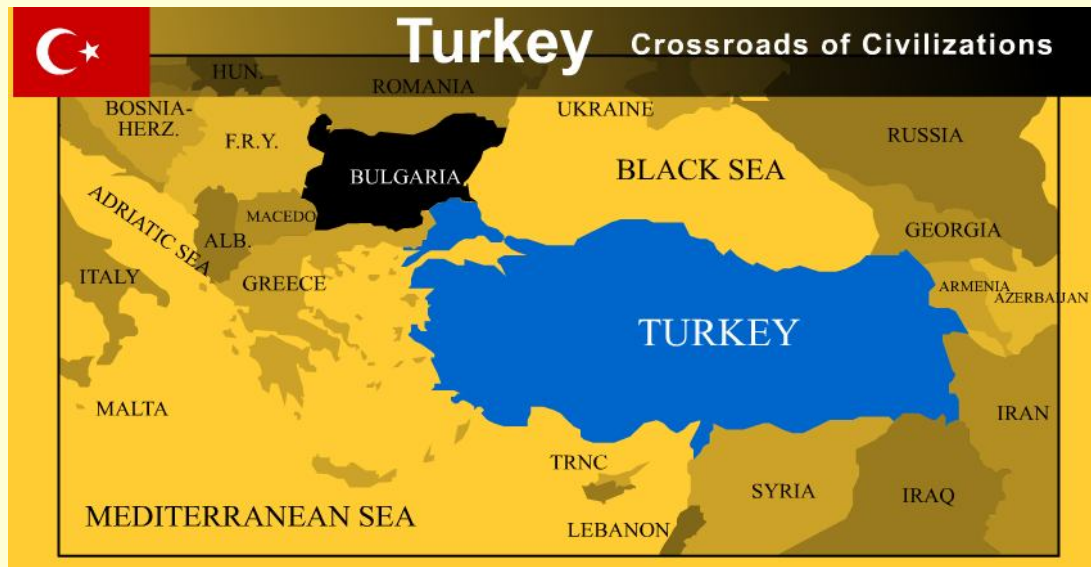 Turkey Crossroads of Civilizations
HUN.
ROMANIA
BOSNIA-
HERZ.
UKRAINE
F.R.Y.
RUSSIA
BULGARIA
BLACK SEA
ADRIATIC SEA
MACEDO
ALB.
GEORGIA
ITALY
GREECE
ARMENIA
AZERBAIJAN
TURKEY
MALTA
IRAN
TRNC
SYRIA
IRAQ
MEDITERRANEAN SEA
LEBANON